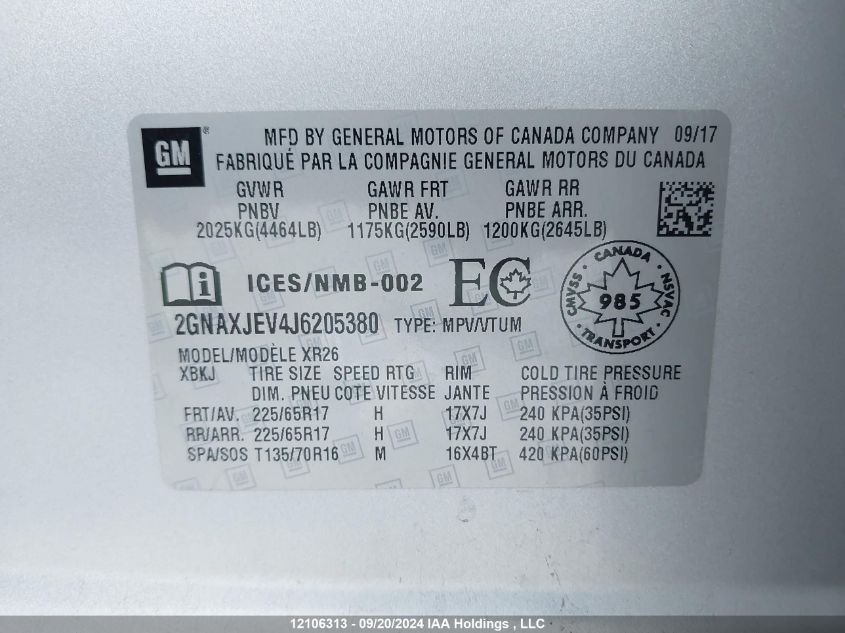 GM ® MFD BY GENERAL MOTORS OF CANADA COMPANY 09/17
FABRIQUÉ PAR LA COMPAGNIE GENERAL MOTORS DU CANADA
GVWR GAWR FRT GAWR RR
PNBV PNBE AV. PNBE ARR.
2025KG(4464LB) 1175KG(2590LB) 1200KG(2645LB)
i ICES/NMB-002 EC
CANADA
CMVSS 985 NSVAC
TRANSPORT
2GNAXJEV4J6205380 TYPE: MPV/VTUM
MODEL/MODÈLE XR26
XBKJ TIRE SIZE SPEED RTG RIM COLD TIRE PRESSURE
DIM. PNEU COTE VITESSE JANTE PRESSION À FROID
FRT/AV. 225/65R17 H 17X7J 240 KPA(35PSI)
RR/ARR. 225/65R17 H 17X7J 240 KPA(35PSI)
SPA/SOS T135/70R16 M 16X4BT 420 KPA(60PSI)
12106313 - 09/20/2024 IAA Holdings , LLC